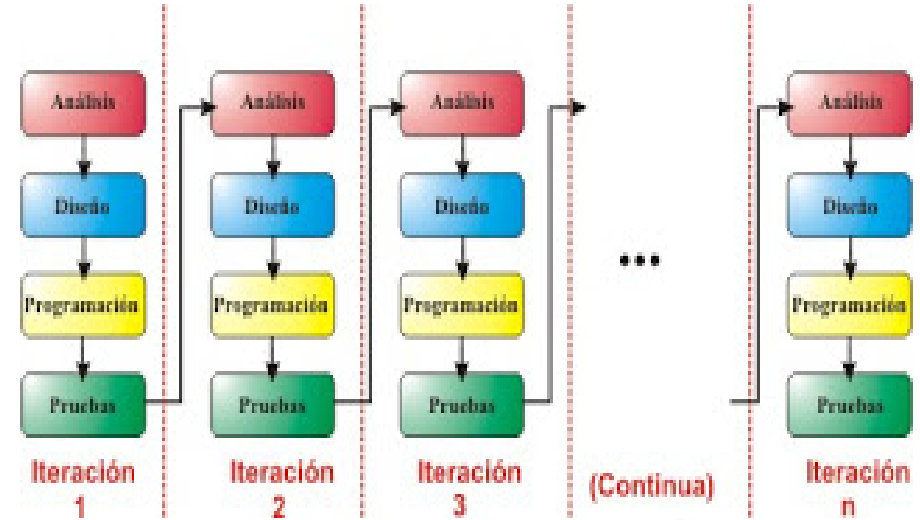 Análisis
Diseño
Programación
Pruebas
Iteración
1
Análisis
Diseño
Programación
Pruebas
Iteración
2
Análisis
Diseño
Programación
Pruebas
Iteración
3
...
(Continua)
Análisis
Diseño
Programación
Pruebas
Iteración
n